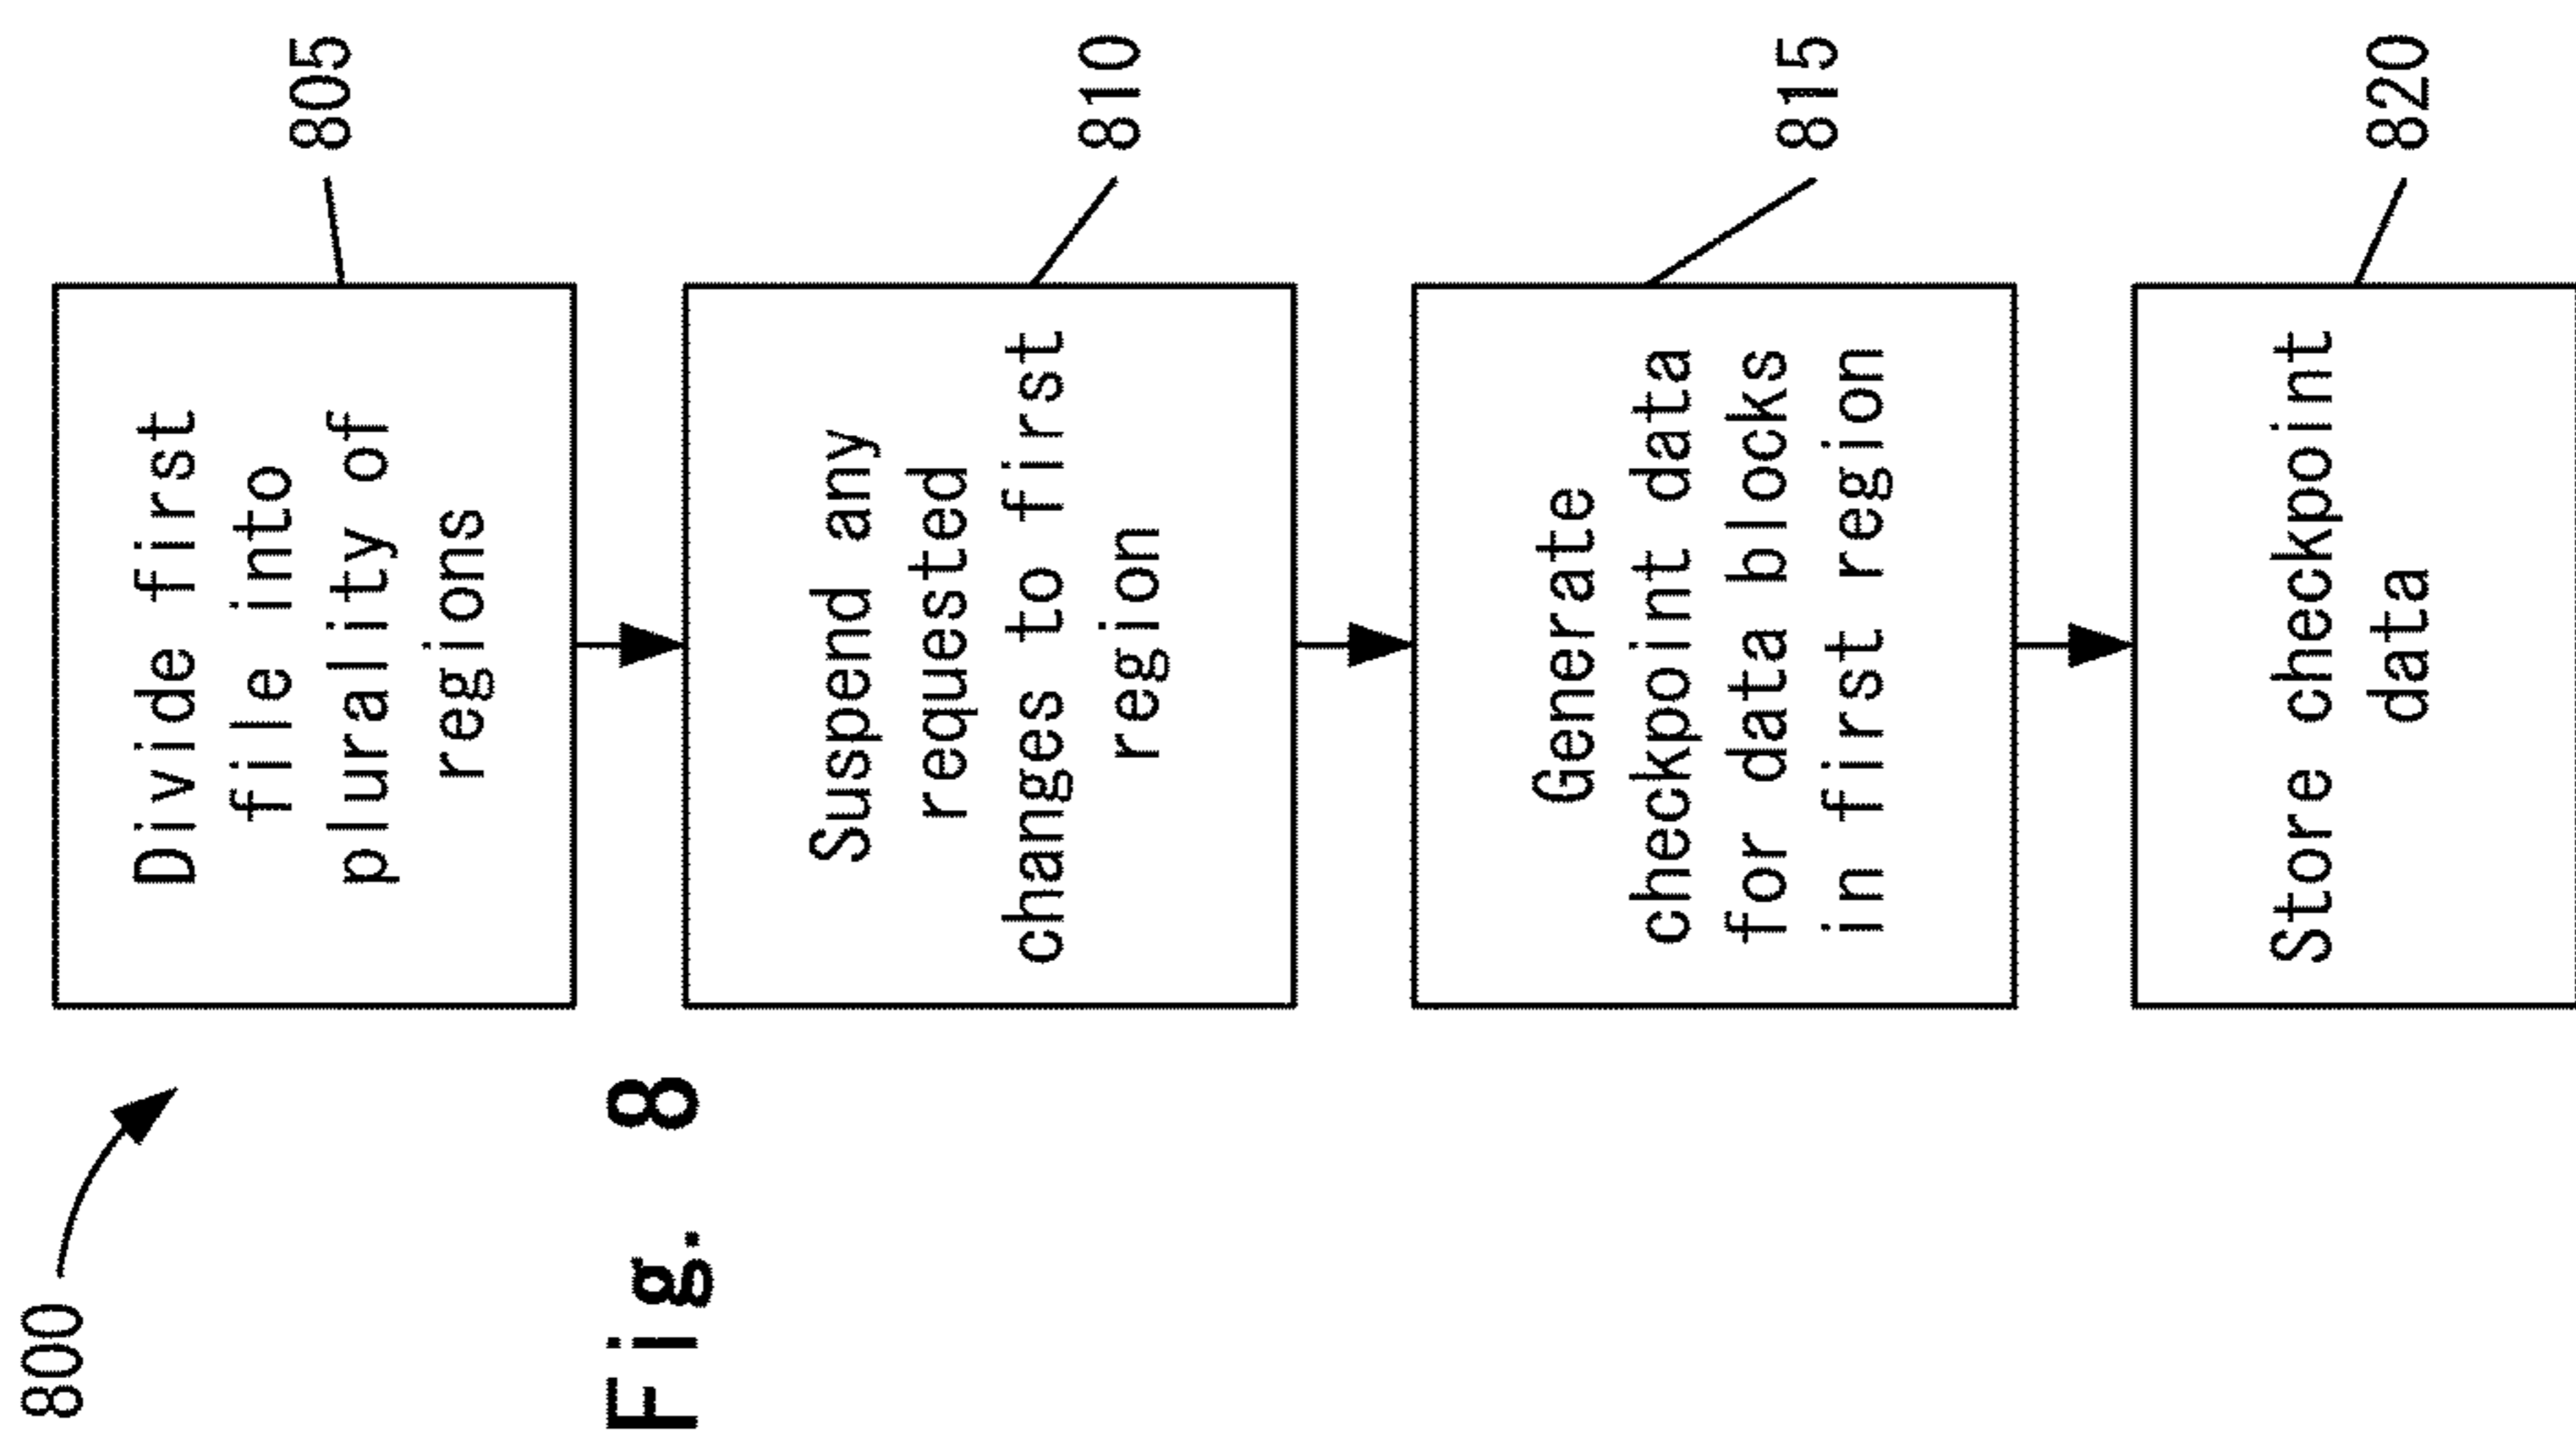 800
Divide first
file into
plurality of
regions
805
Suspend any
requested
changes to first
region
810
Generate
checkpoint data
for data blocks
in first region
815
Store checkpoint
data
820
Fig. 8